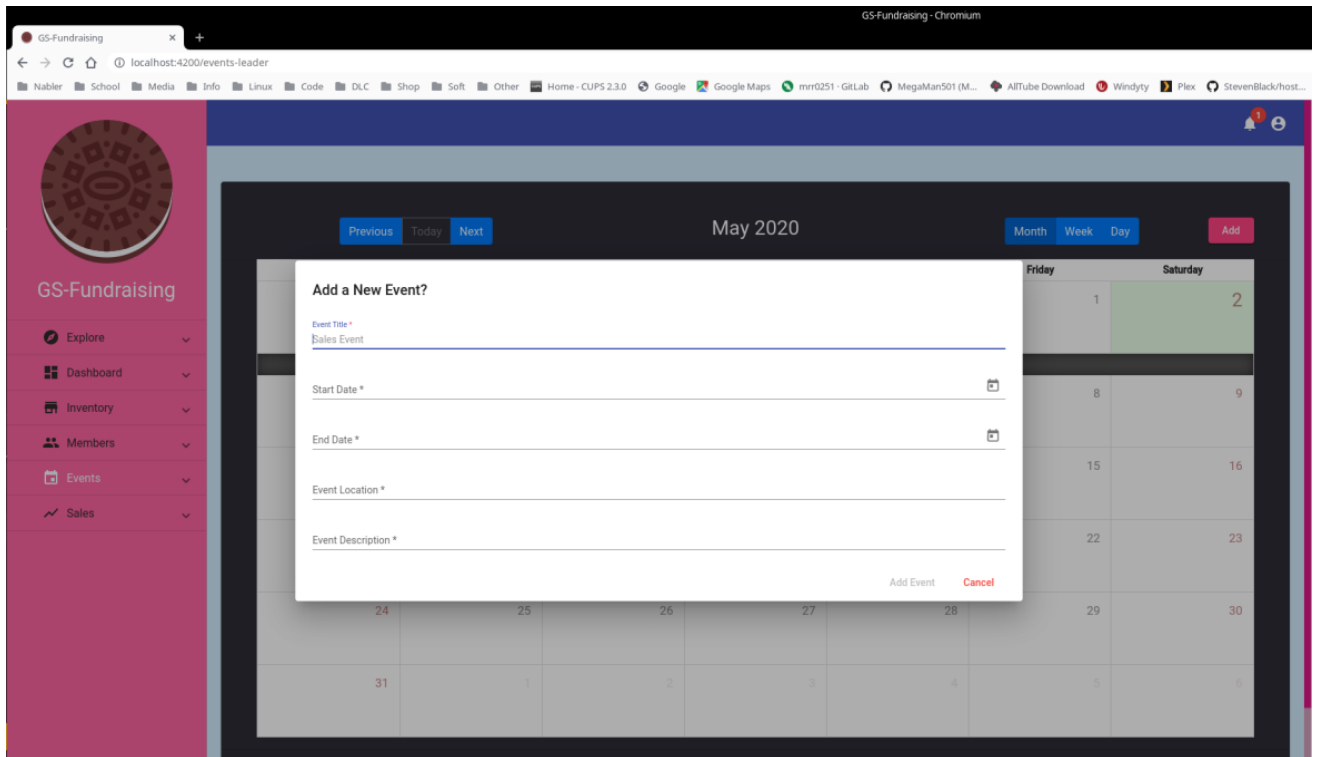 GS-Fundraising - Chromium
GS-Fundraising × +
localhost:4200/events-leader
Nabler School Media Info Linux Code DLC Shop Soft Other Home - CUPS 2.3.0 Google Google Maps mrr0251 · GitLab MegaMan501 (M... AllTube Download Windyty Plex StevenBlack/host...
1
GS-Fundraising
Explore
Dashboard
Inventory
Members
Events
Sales
Previous Today Next
May 2020
Month Week Day
Add
Friday Saturday
1 2
8 9
15 16
22 23
24 25 26 27 28 29 30
31 1 2 3 4 5 6
Add a New Event?
Event Title *
Sales Event
Start Date *
End Date *
Event Location *
Event Description *
Add Event Cancel